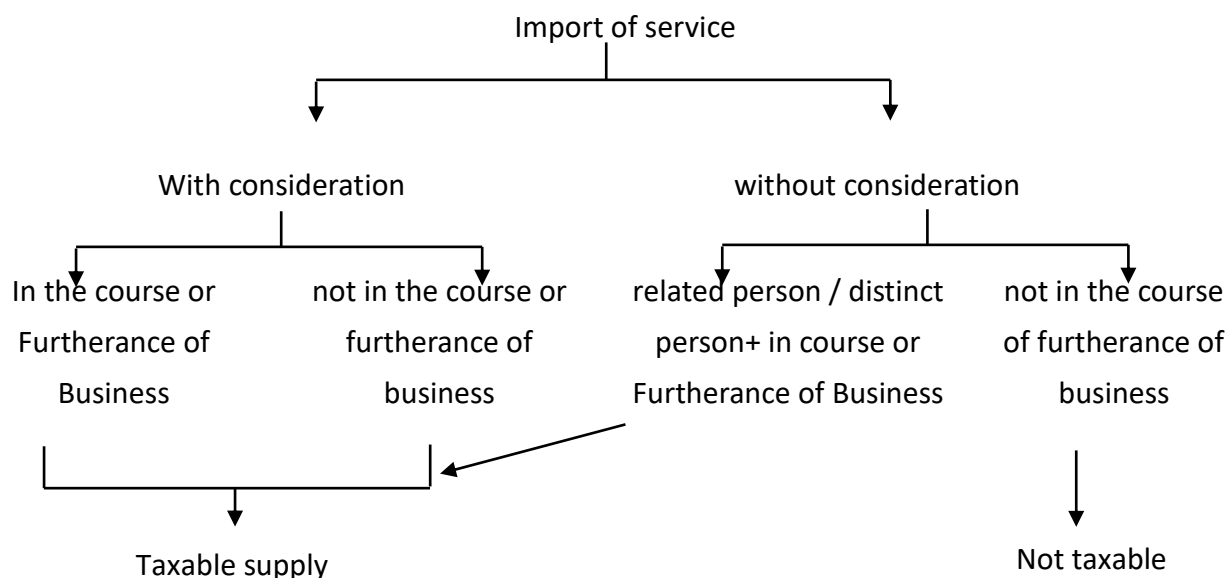 Import of service
With consideration
without consideration
In the course or
Furtherance of
Business
not in the course or
furtherance of
business
related person / distinct
person+ in course or
Furtherance of Business
not in the course
of furtherance of
business
Taxable supply
Not taxable